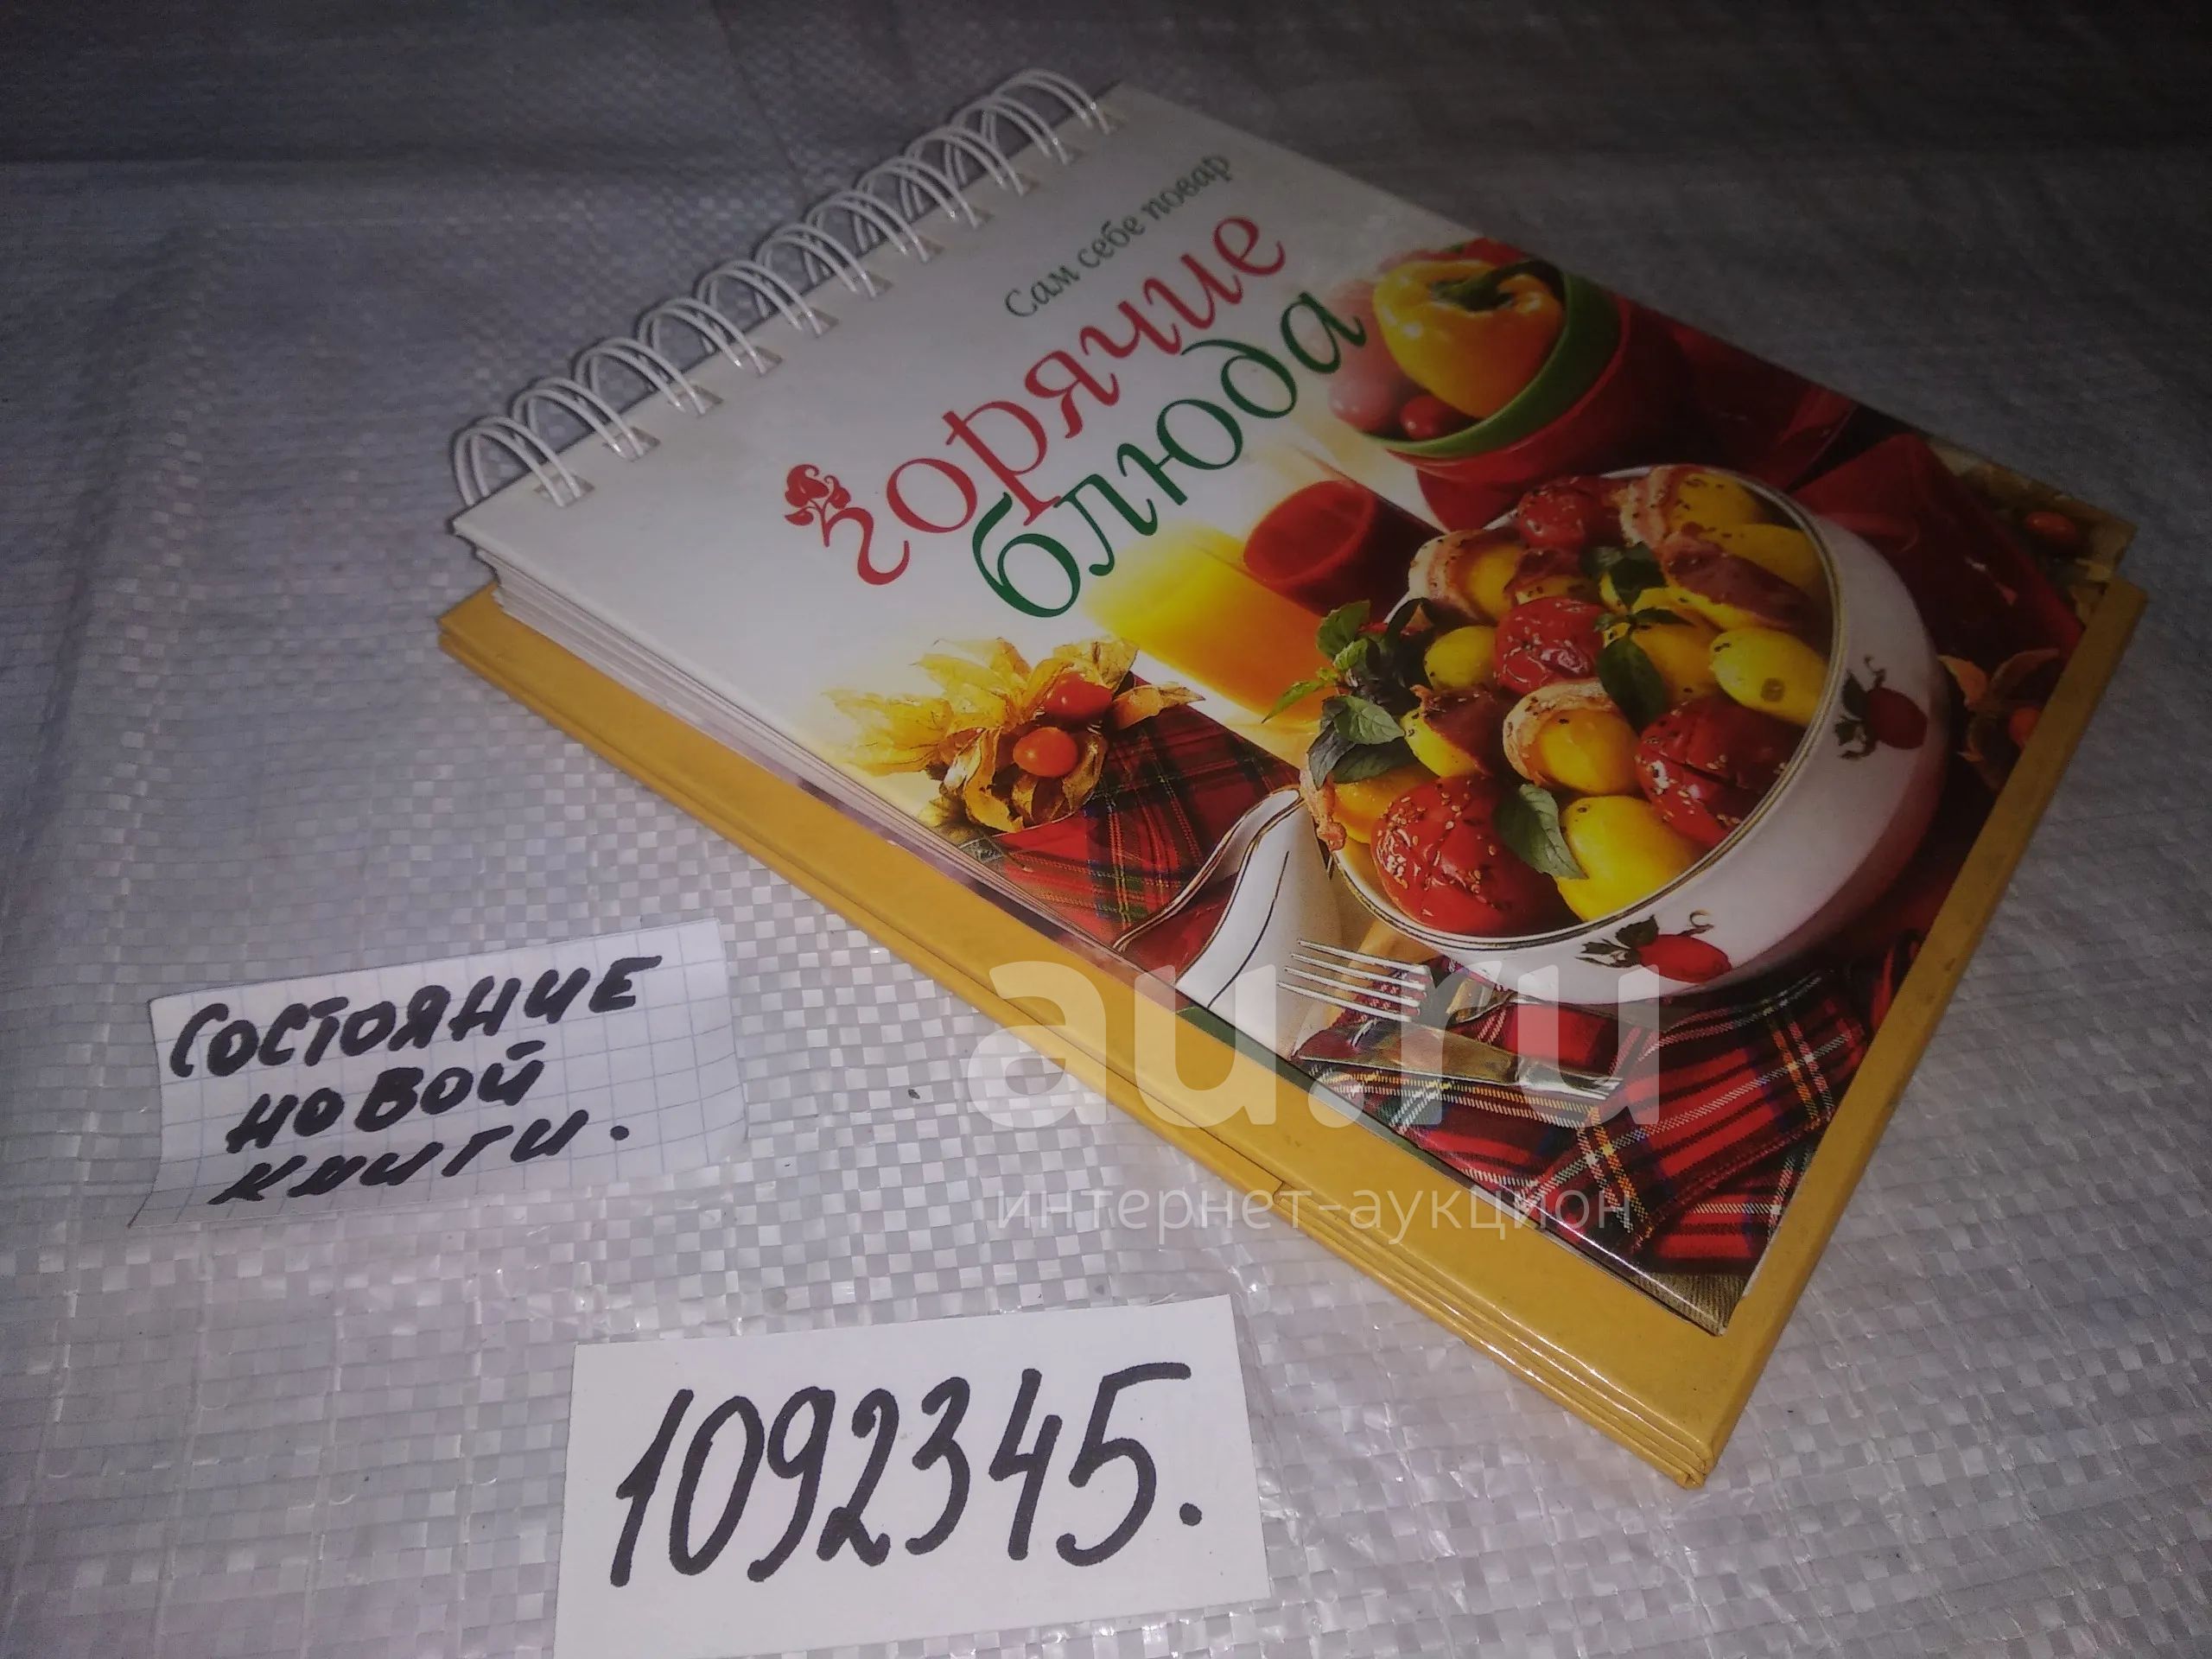 Сам себе повар
Горячие
блюда
СОСТОЯНИЕ
НОВОЙ
КНИГИ.
au.ru
интернет-аукцион
1092345.